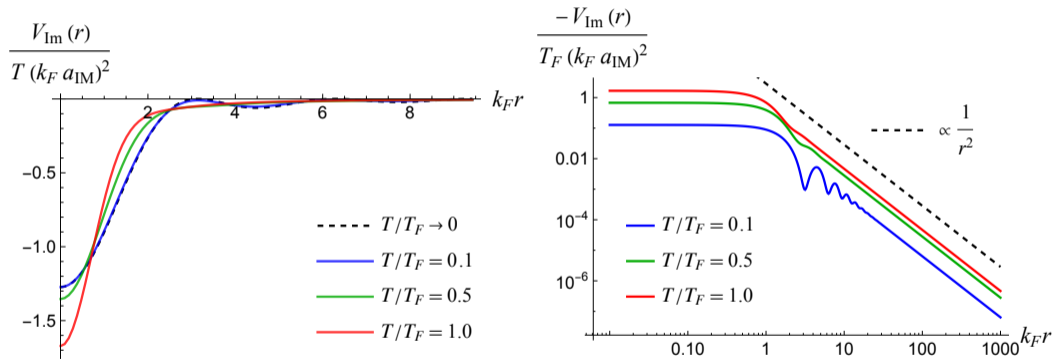 V_Im (r)
T (k_F a_IM)^2
k_F r
2
4
6
8
−0.5
−1.0
−1.5
T/T_F → 0
T/T_F = 0.1
T/T_F = 0.5
T/T_F = 1.0
−V_Im (r)
T_F (k_F a_IM)^2
1
0.01
10^−4
10^−6
∝ 1/r^2
T/T_F = 0.1
T/T_F = 0.5
T/T_F = 1.0
0.10
1
10
100
1000
k_F r